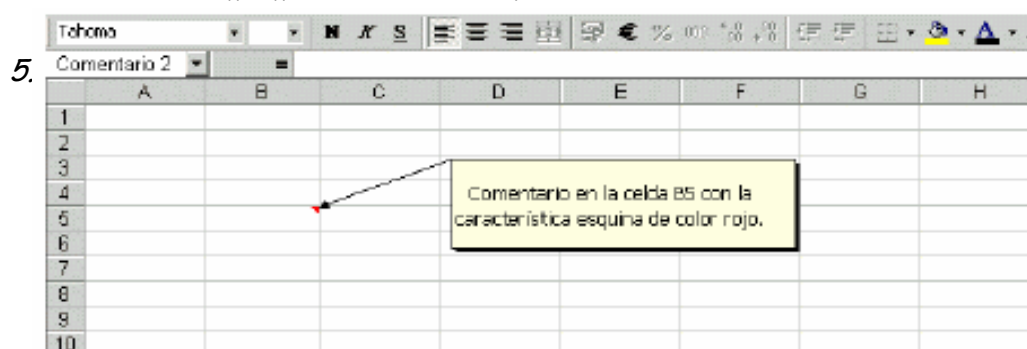 Tahoma N K S € % 000
5.
Comentario 2 =
A B C D E F G H
1
2
3
4
5
6
7
8
9
10
Comentario en la celda B5 con la
característica esquina de color rojo.